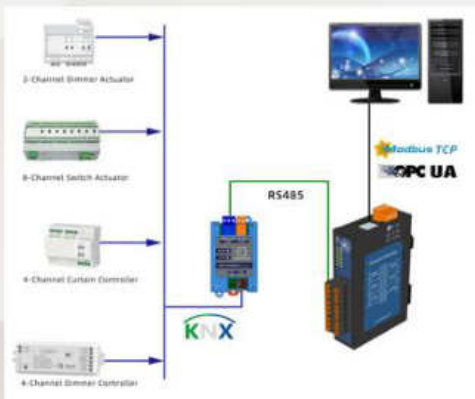 2-Channel Dimmer Actuator
8-Channel Switch Actuator
4-Channel Curtain Controller
4-Channel Dimmer Controller
RS485
KNX
Modbus TCP
OPC UA